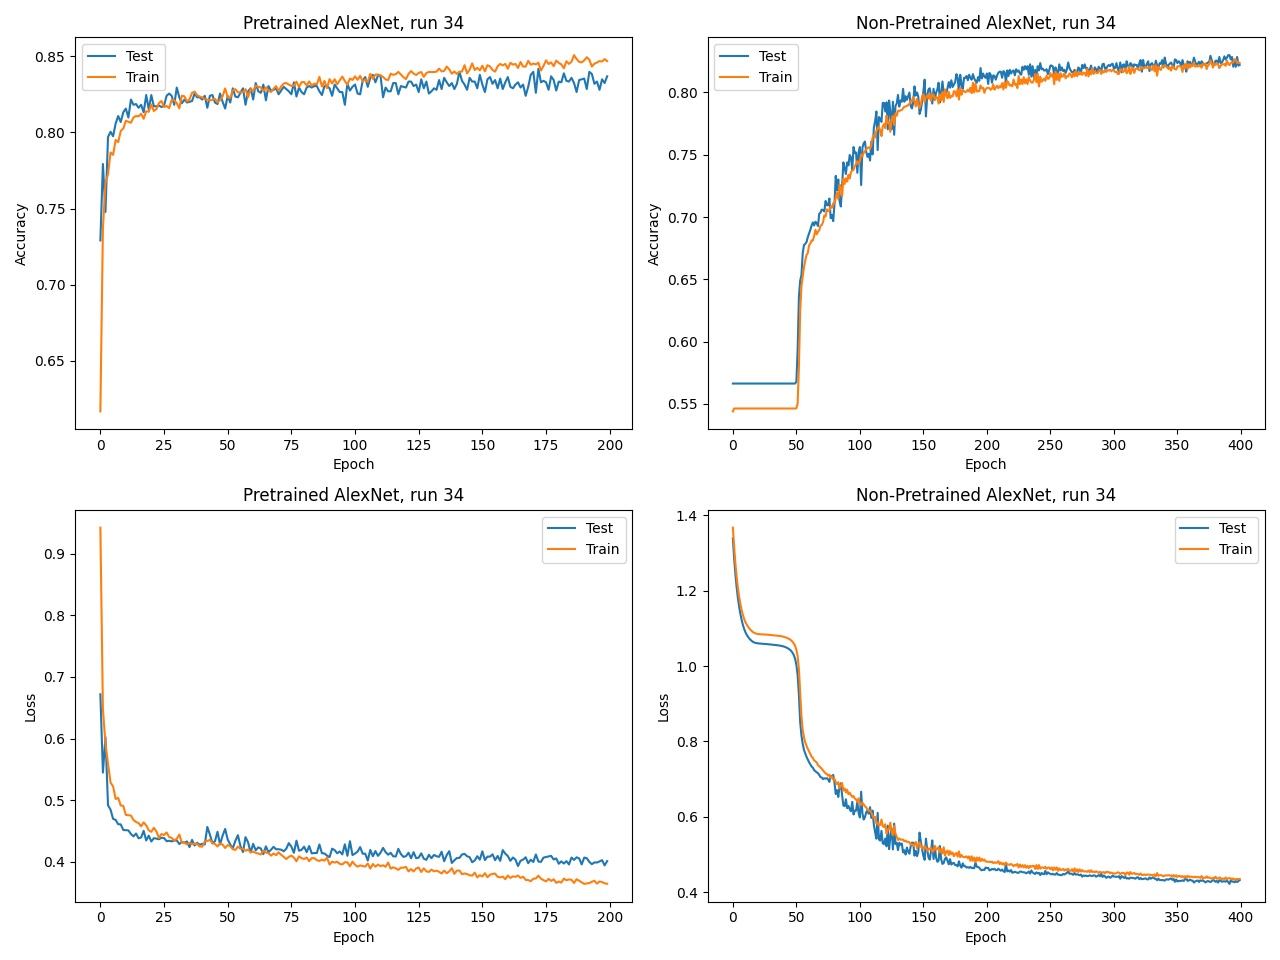 Pretrained AlexNet, run 34
Test
Train
0.85
0.80
0.75
0.70
0.65
Accuracy
0 25 50 75 100 125 150 175 200
Epoch
Non-Pretrained AlexNet, run 34
Test
Train
0.80
0.75
0.70
0.65
0.60
0.55
Accuracy
0 50 100 150 200 250 300 350 400
Epoch
Pretrained AlexNet, run 34
Test
Train
0.9
0.8
0.7
0.6
0.5
0.4
Loss
0 25 50 75 100 125 150 175 200
Epoch
Non-Pretrained AlexNet, run 34
Test
Train
1.4
1.2
1.0
0.8
0.6
0.4
Loss
0 50 100 150 200 250 300 350 400
Epoch